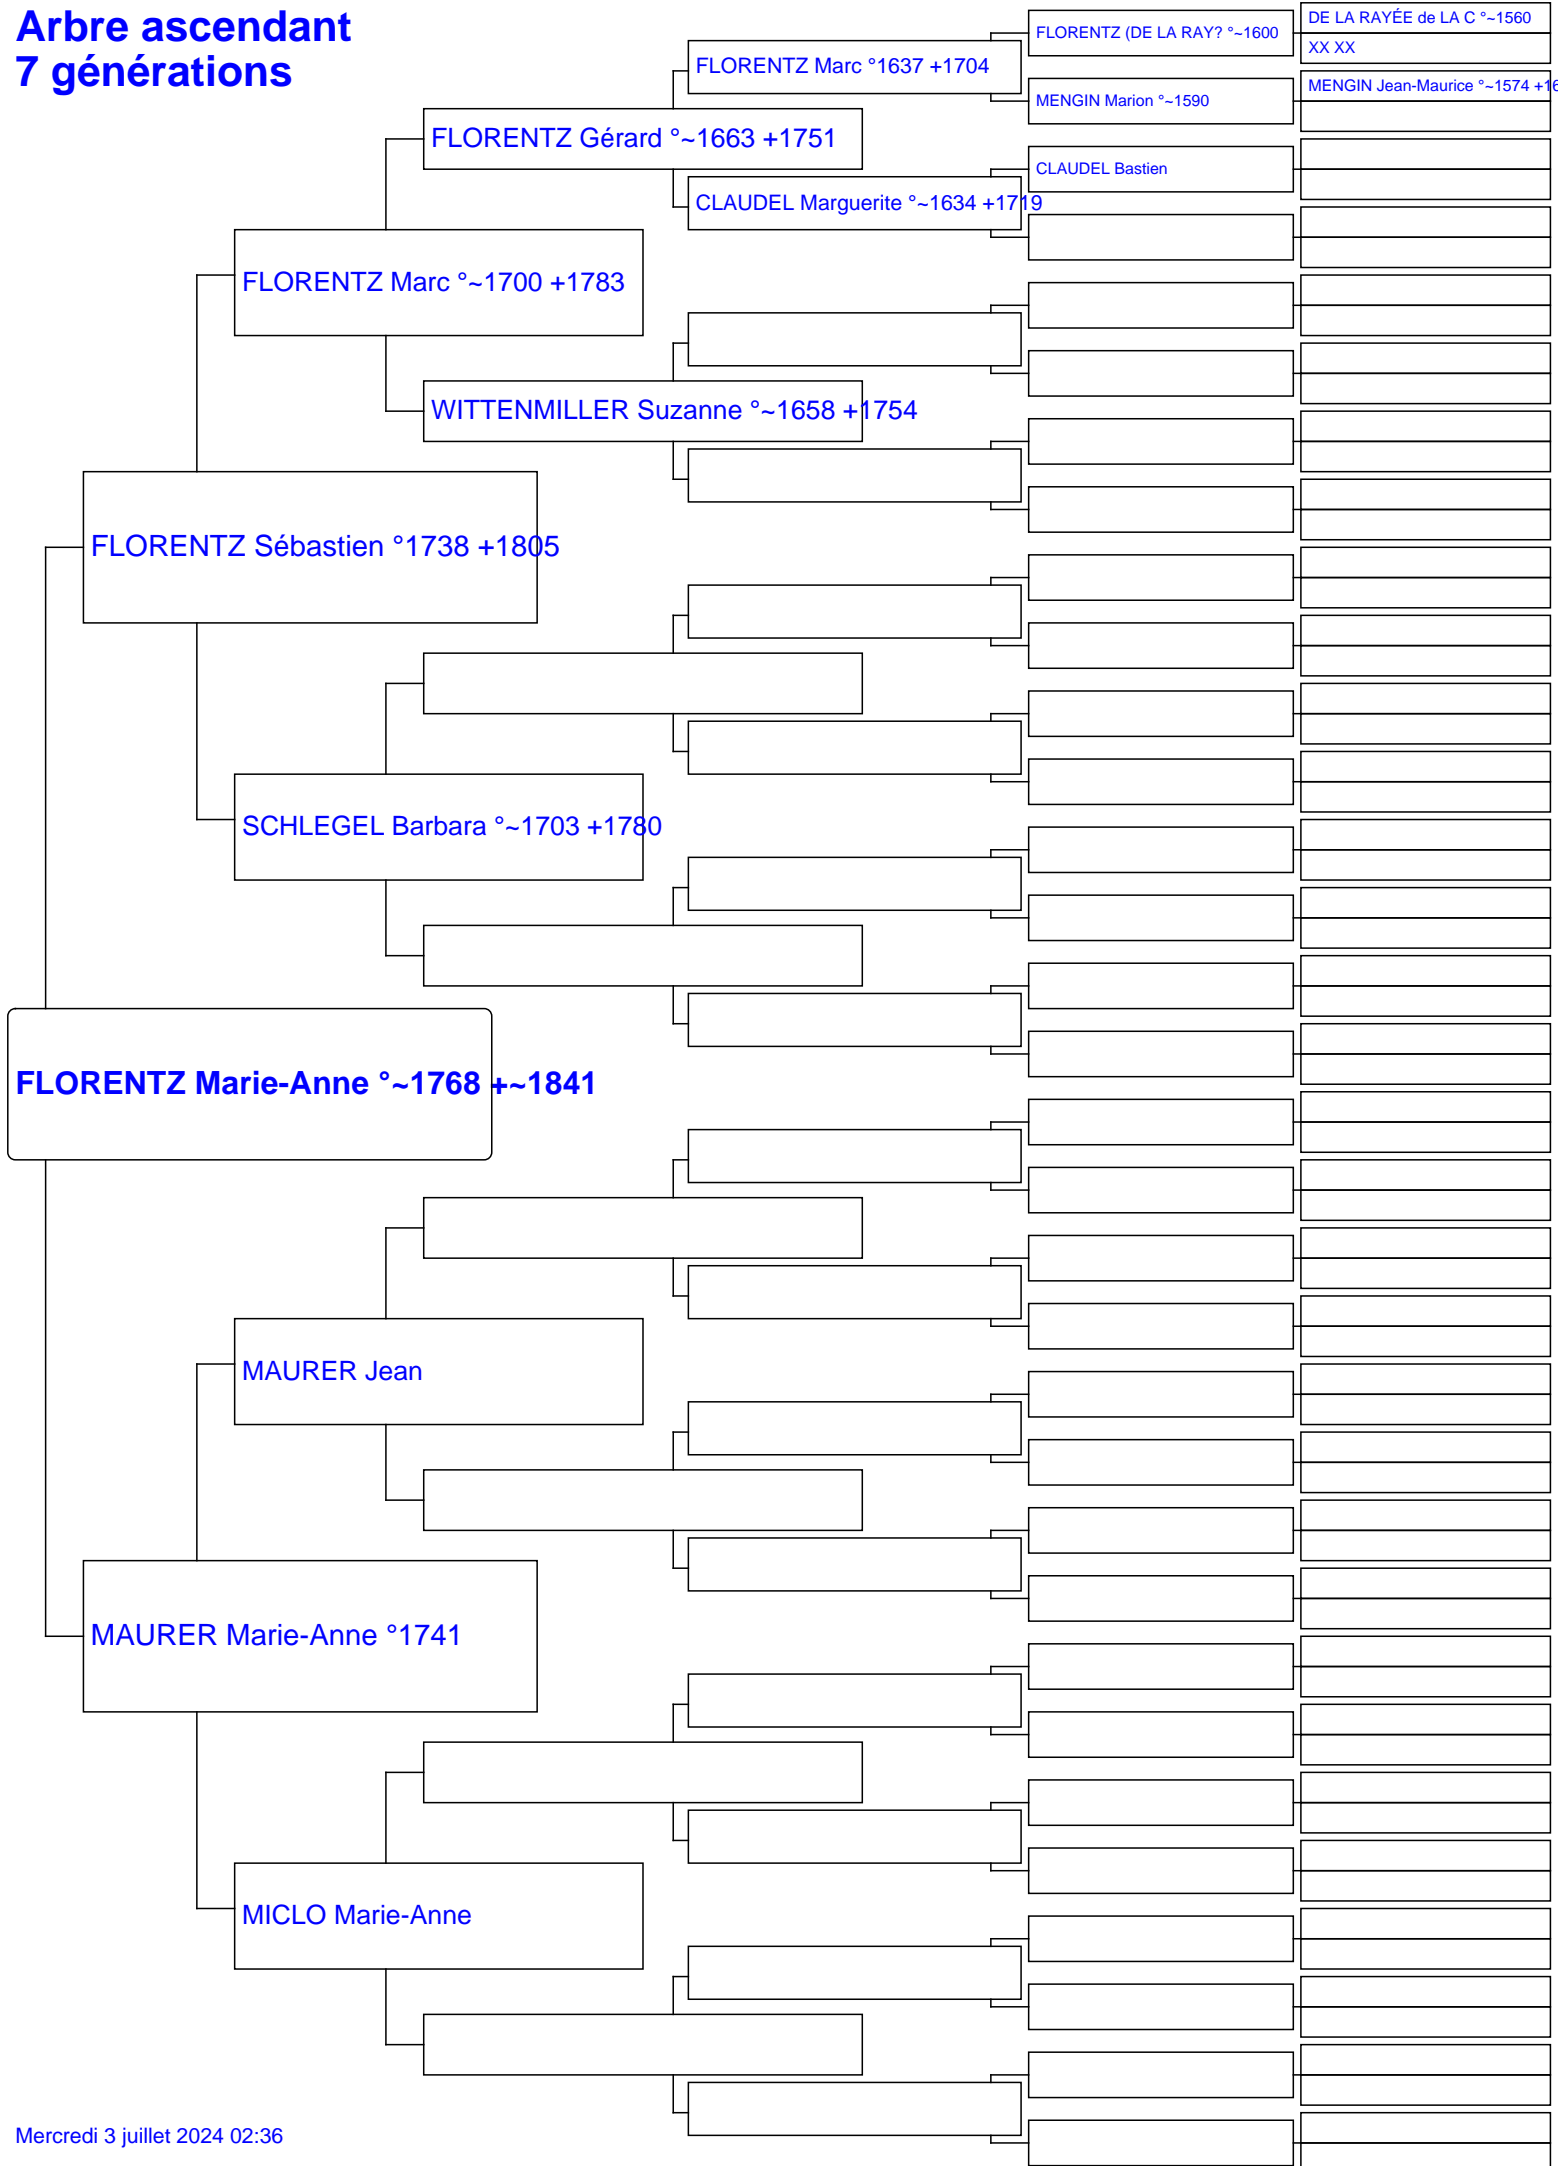 Arbre ascendant
7 générations
FLORENTZ Marie-Anne °~1768 +~1841
FLORENTZ Sébastien °1738 +1805
MAURER Marie-Anne °1741
FLORENTZ Marc °~1700 +1783
SCHLEGEL Barbara °~1703 +1780
MAURER Jean
MICLO Marie-Anne
FLORENTZ Gérard °~1663 +1751
WITTENMILLER Suzanne °~1658 +1754
FLORENTZ Marc °1637 +1704
CLAUDEL Marguerite °~1634 +1719
FLORENTZ (DE LA RAY? °~1600
MENGIN Marion °~1590
CLAUDEL Bastien
DE LA RAYÉE de LA C °~1560
XX XX
MENGIN Jean-Maurice °~1574
Mercredi 3 juillet 2024 02:36